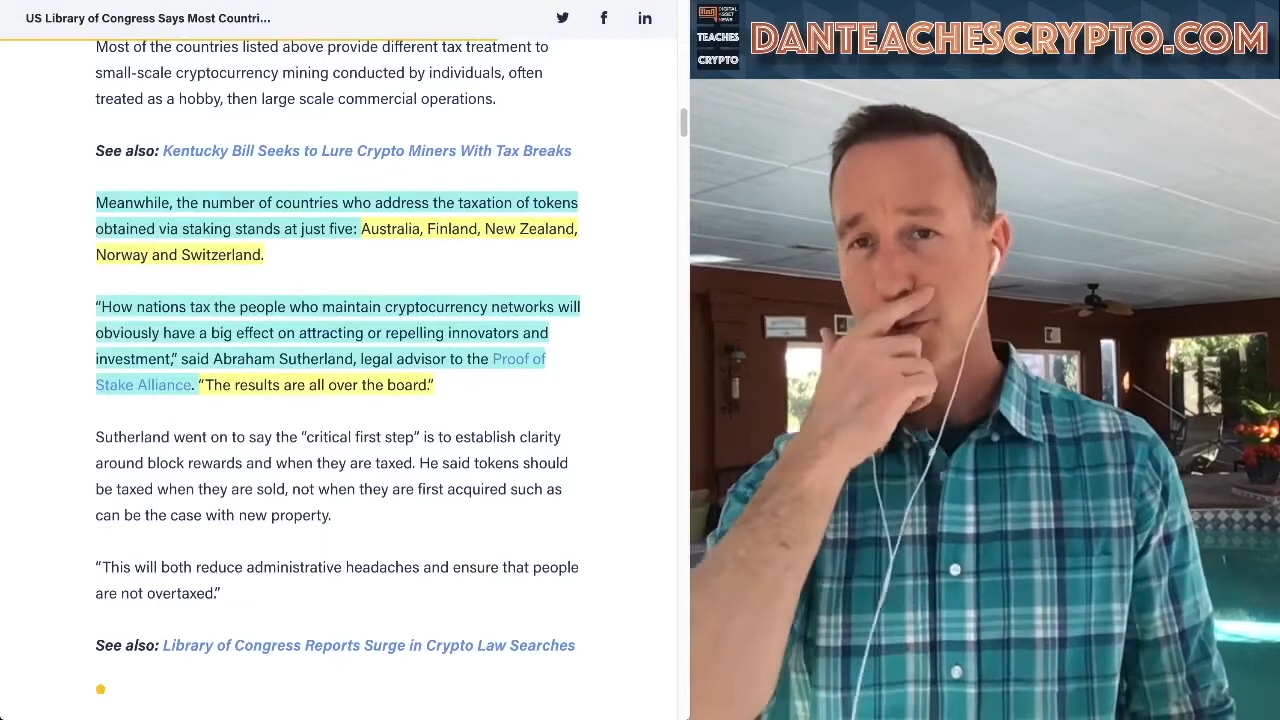 US Library of Congress Says Most Countri...
Most of the countries listed above provide different tax treatment to
small-scale cryptocurrency mining conducted by individuals, often
treated as a hobby, then large scale commercial operations.
See also: Kentucky Bill Seeks to Lure Crypto Miners With Tax Breaks
Meanwhile, the number of countries who address the taxation of tokens
obtained via staking stands at just five: Australia, Finland, New Zealand,
Norway and Switzerland.
“How nations tax the people who maintain cryptocurrency networks will
obviously have a big effect on attracting or repelling innovators and
investment,” said Abraham Sutherland, legal advisor to the Proof of
Stake Alliance. “The results are all over the board.”
Sutherland went on to say the “critical first step” is to establish clarity
around block rewards and when they are taxed. He said tokens should
be taxed when they are sold, not when they are first acquired such as
can be the case with new property.
“This will both reduce administrative headaches and ensure that people
are not overtaxed.”
See also: Library of Congress Reports Surge in Crypto Law Searches
DIGITAL
ASSET
NEWS
TEACHES
CRYPTO
DANTEACHESCRYPTO.COM